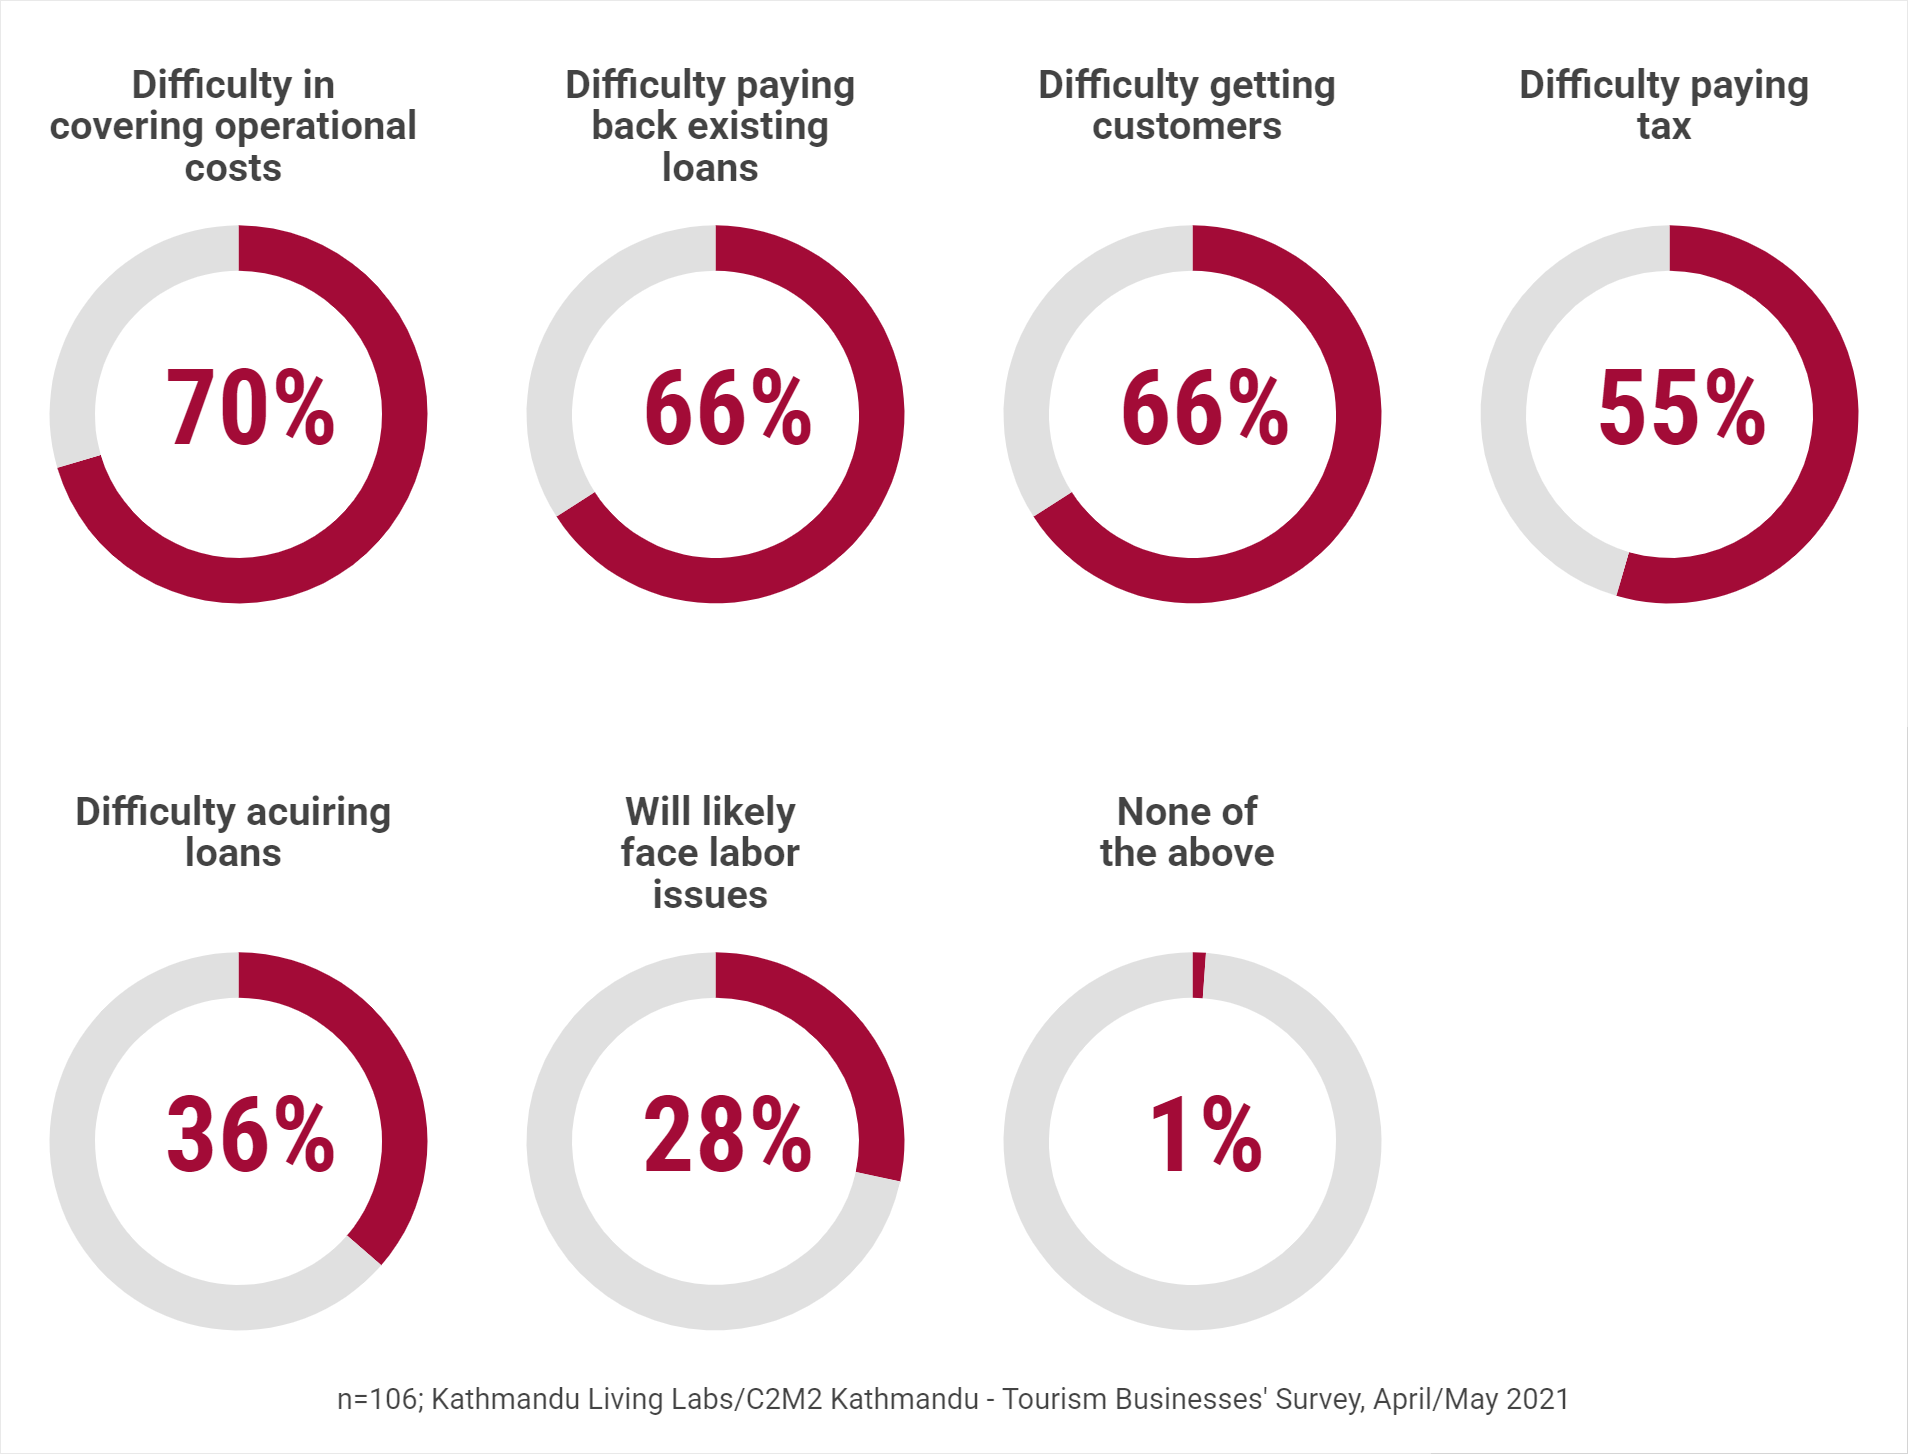 Difficulty in
covering operational
costs
70%
Difficulty paying
back existing
loans
66%
Difficulty getting
customers
66%
Difficulty paying
tax
55%
Difficulty acuiring
loans
36%
Will likely
face labor
issues
28%
None of
the above
1%
n=106; Kathmandu Living Labs/C2M2 Kathmandu - Tourism Businesses' Survey, April/May 2021